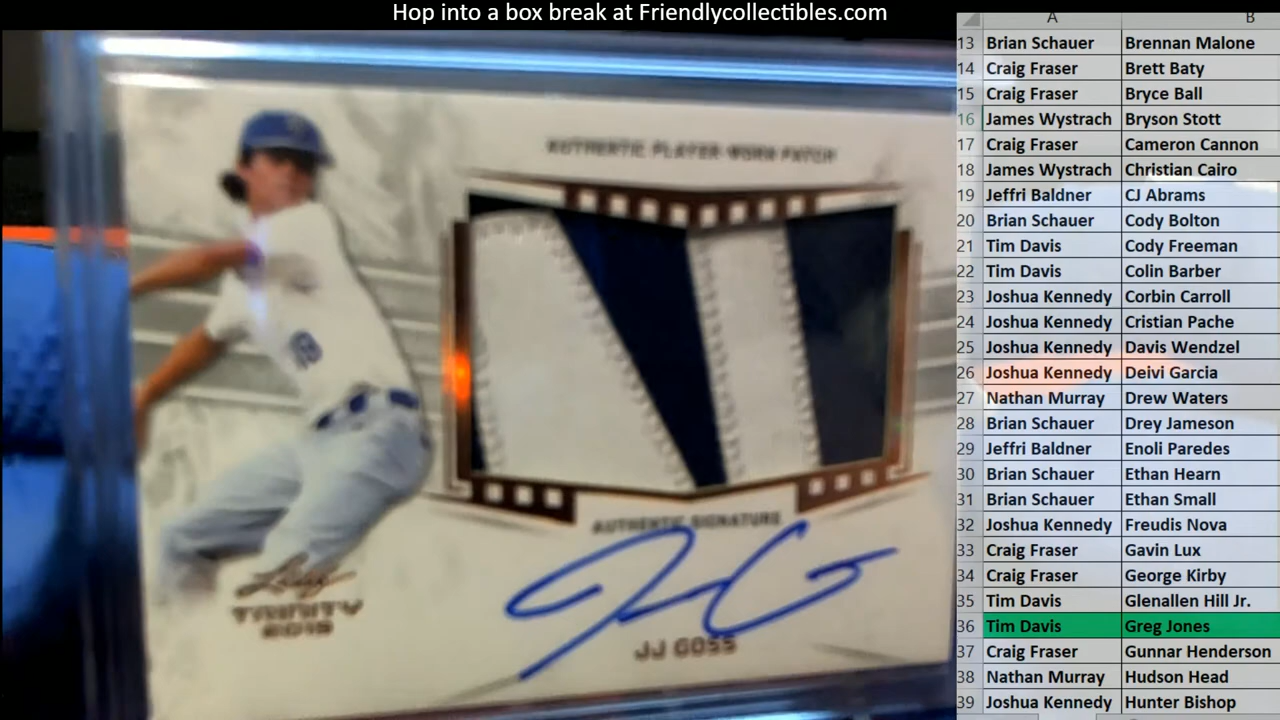 Hop into a box break at Friendlycollectibles.com
AUTHENTIC PLAYER-WORN PATCH
18
AUTHENTIC SIGNATURE
Leaf
TRINITY
2019
JJ GOSS
A B
13 Brian Schauer Brennan Malone
14 Craig Fraser Brett Baty
15 Craig Fraser Bryce Ball
16 James Wystrach Bryson Stott
17 Craig Fraser Cameron Cannon
18 James Wystrach Christian Cairo
19 Jeffri Baldner CJ Abrams
20 Brian Schauer Cody Bolton
21 Tim Davis Cody Freeman
22 Tim Davis Colin Barber
23 Joshua Kennedy Corbin Carroll
24 Joshua Kennedy Cristian Pache
25 Joshua Kennedy Davis Wendzel
26 Joshua Kennedy Deivi Garcia
27 Nathan Murray Drew Waters
28 Brian Schauer Drey Jameson
29 Jeffri Baldner Enoli Paredes
30 Brian Schauer Ethan Hearn
31 Brian Schauer Ethan Small
32 Joshua Kennedy Freudis Nova
33 Craig Fraser Gavin Lux
34 Craig Fraser George Kirby
35 Tim Davis Glenallen Hill Jr.
36 Tim Davis Greg Jones
37 Craig Fraser Gunnar Henderson
38 Nathan Murray Hudson Head
39 Joshua Kennedy Hunter Bishop